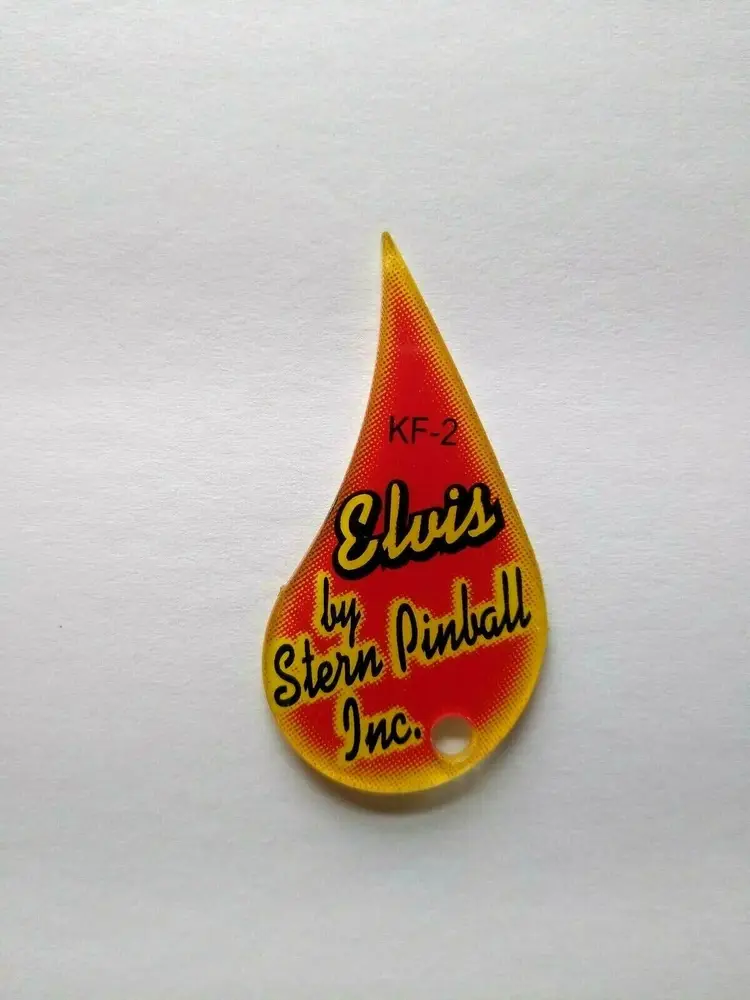 KF-2
Elvis
by
Stern Pinball
Inc.